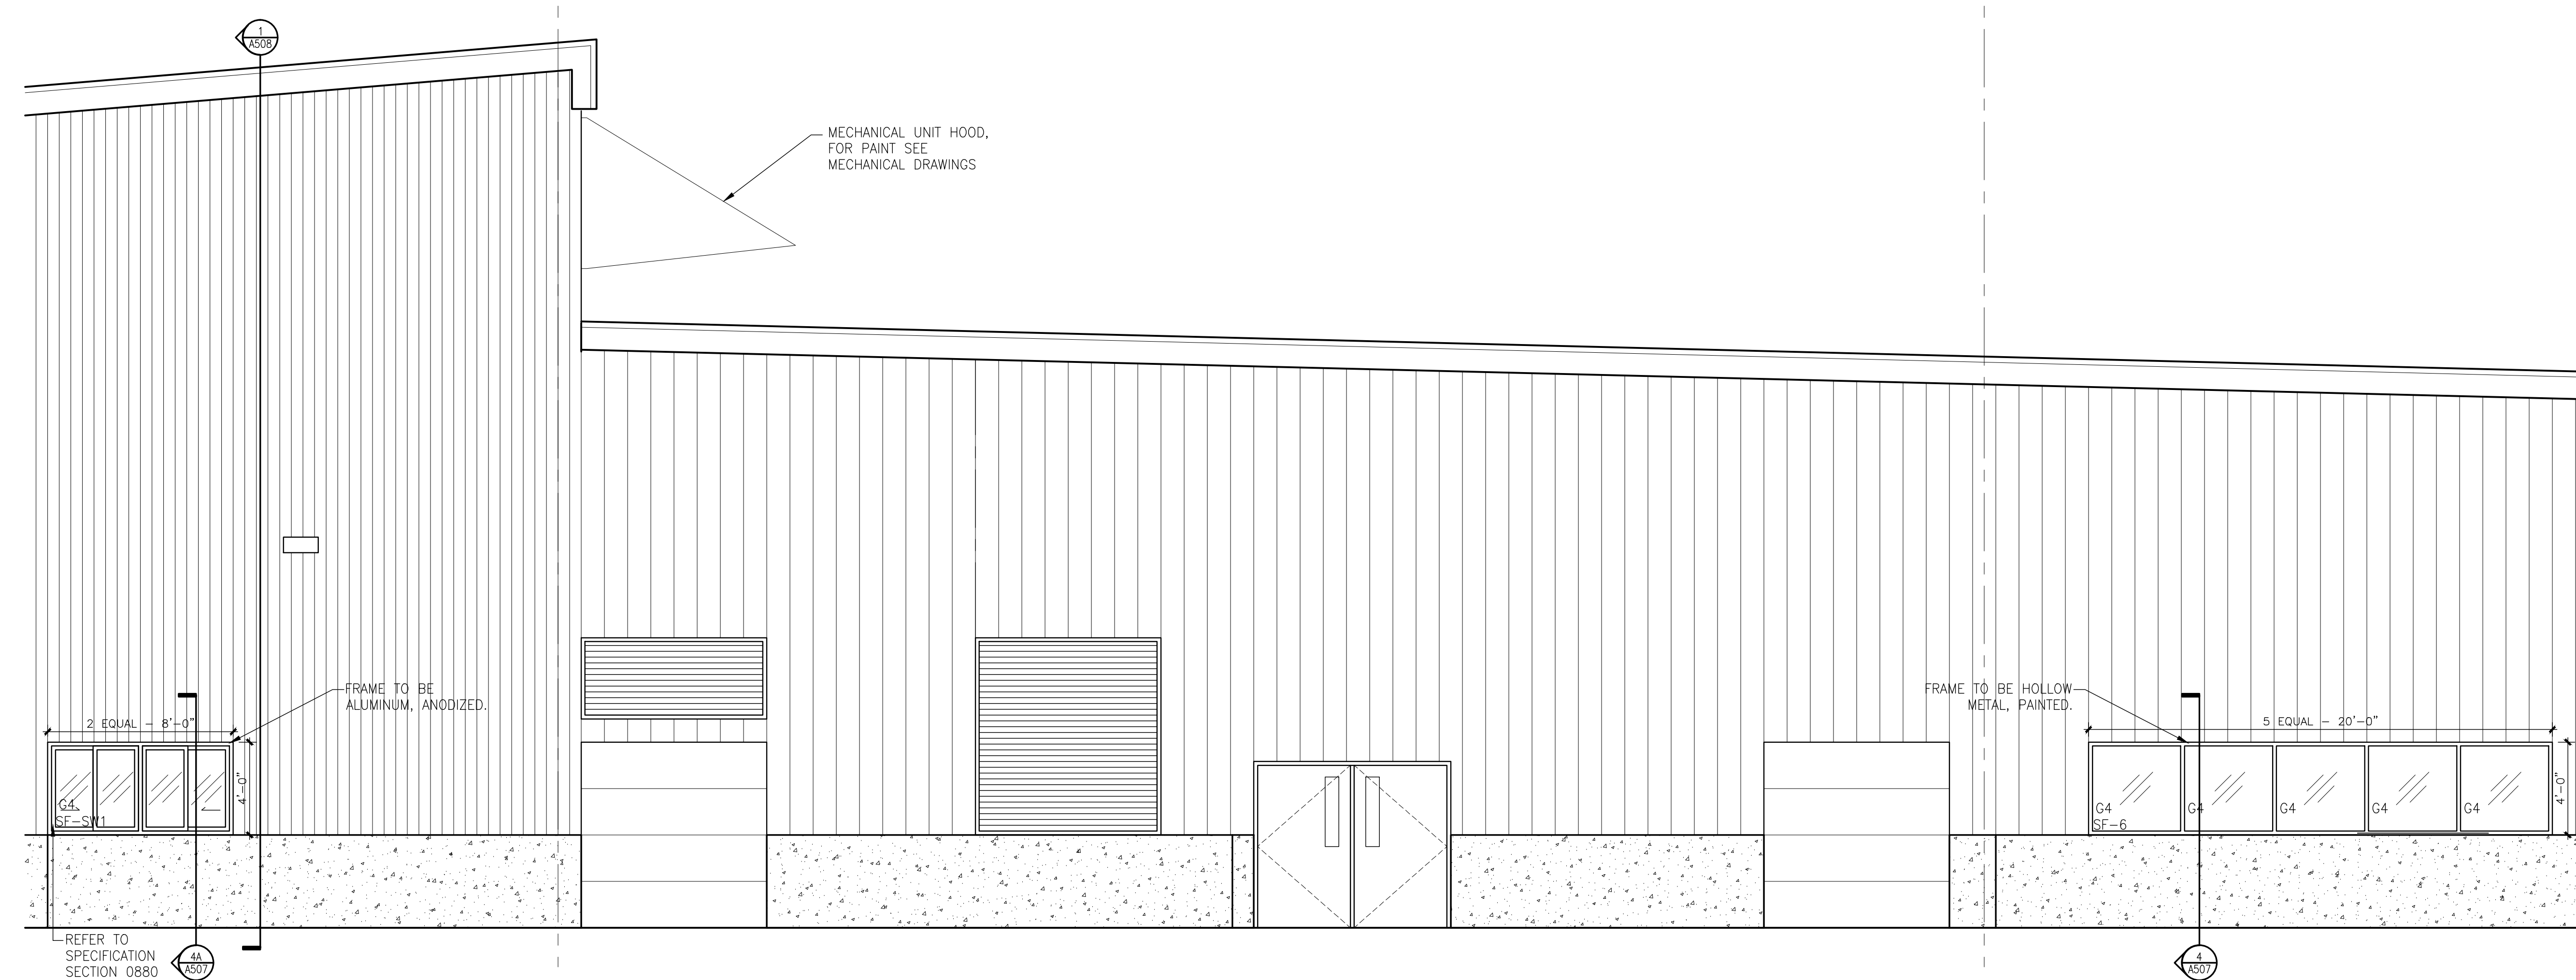 1
A508
MECHANICAL UNIT HOOD,
FOR PAINT SEE
MECHANICAL DRAWINGS
FRAME TO BE
ALUMINUM, ANODIZED.
2 EQUAL - 8'-0"
4'-0"
G4
SF-SW1
REFER TO
SPECIFICATION
SECTION 0880
4A
A507
FRAME TO BE HOLLOW
METAL, PAINTED.
5 EQUAL - 20'-0"
4'-0"
G4
G4
G4
G4
G4
SF-6
4
A507